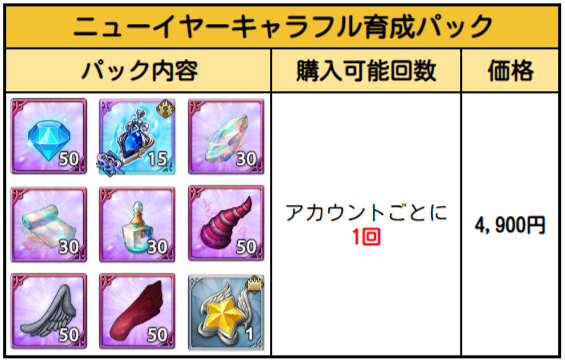 ニューイヤーキャラフル育成パック
パック内容
購入可能回数
価格
50
15
30
30
30
50
50
50
1
アカウントごとに
1回
4,900円